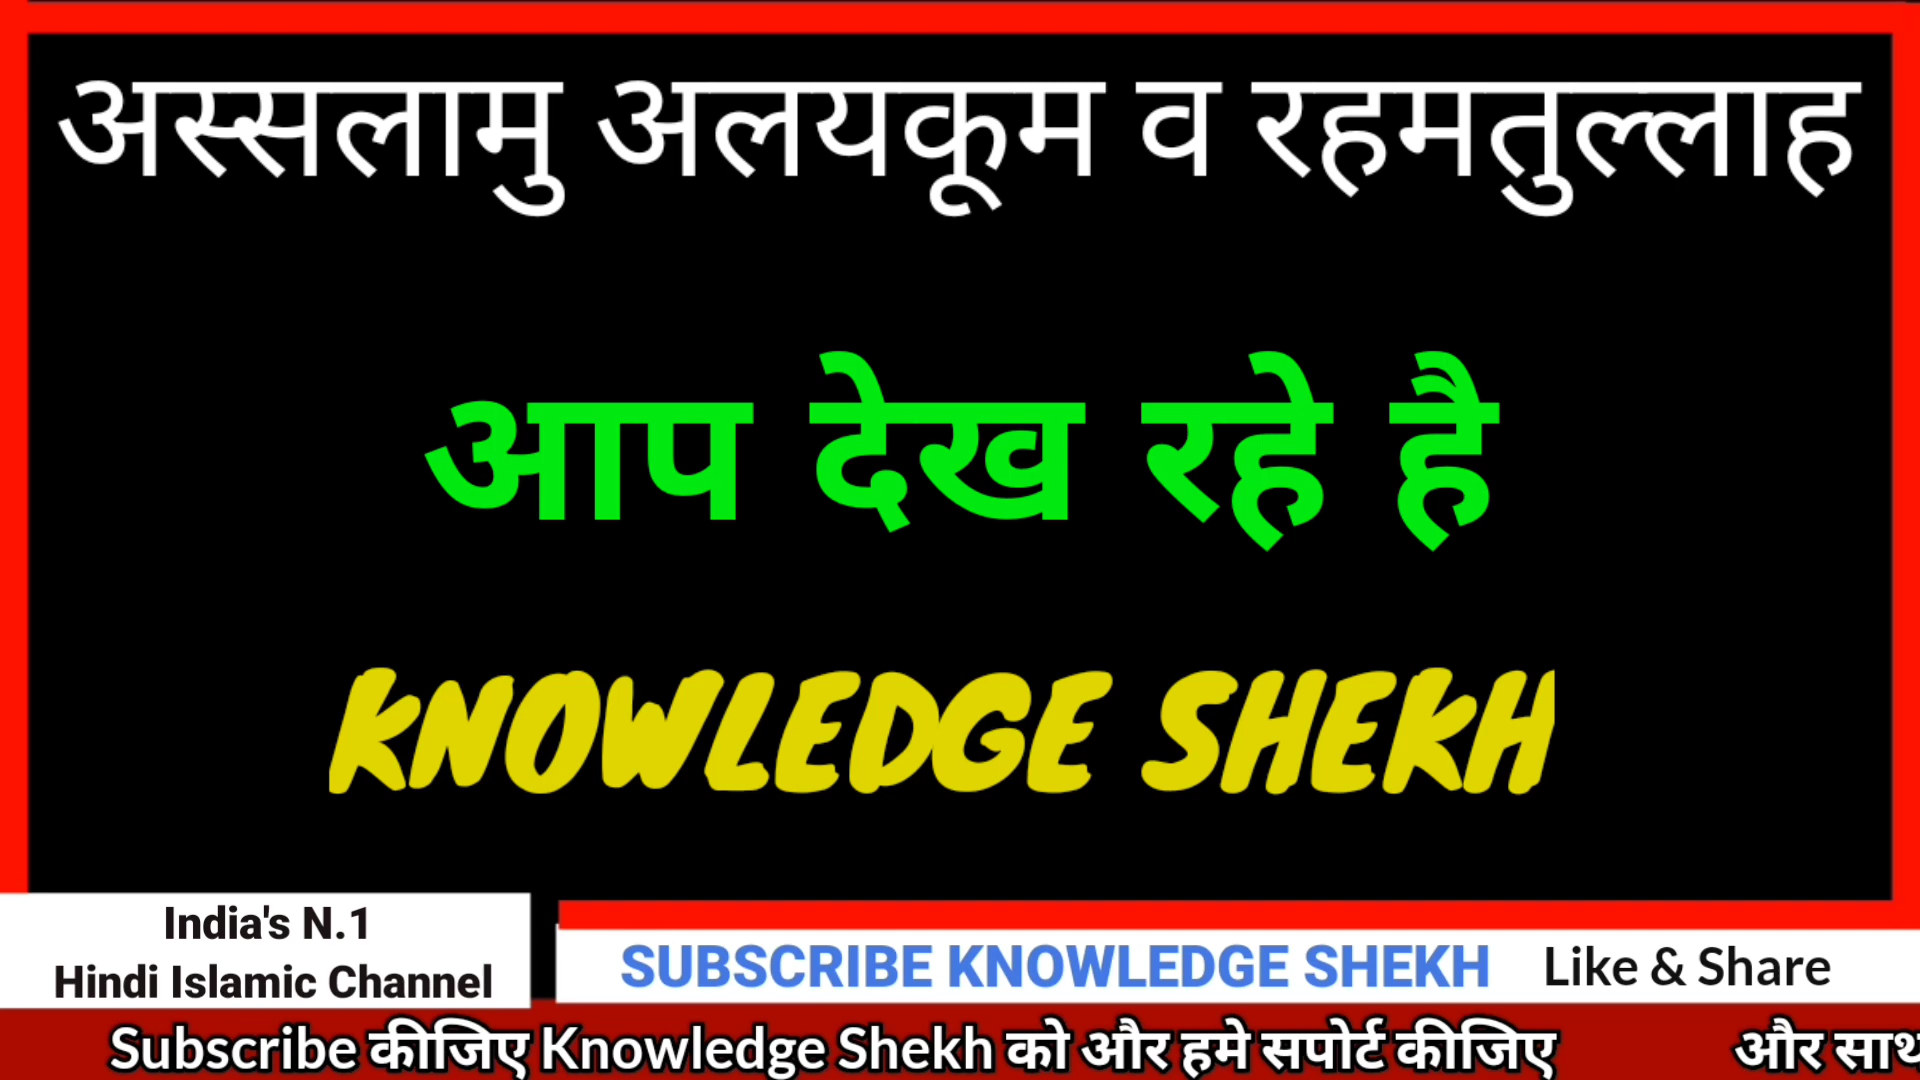 अस्सलामु अलयकूम व रहमतुल्लाह
आप देख रहे है
KNOWLEDGE SHEKH
India's N.1
Hindi Islamic Channel
SUBSCRIBE KNOWLEDGE SHEKH Like & Share
Subscribe कीजिए Knowledge Shekh को और हमे सपोर्ट कीजिए और